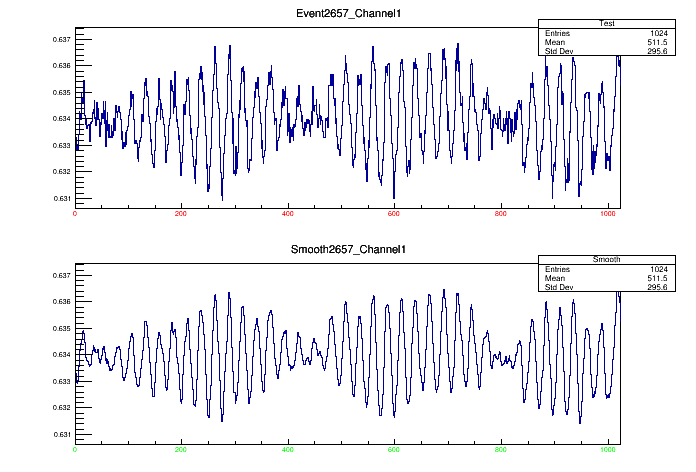 Event2657_Channel1
Test
Entries 1024
Mean 511.5
Std Dev 295.6
0.637
0.636
0.635
0.634
0.633
0.632
0.631
0 200 400 600 800 1000
Smooth2657_Channel1
Smooth
Entries 1024
Mean 511.5
Std Dev 295.6
0.637
0.636
0.635
0.634
0.633
0.632
0.631
0 200 400 600 800 1000